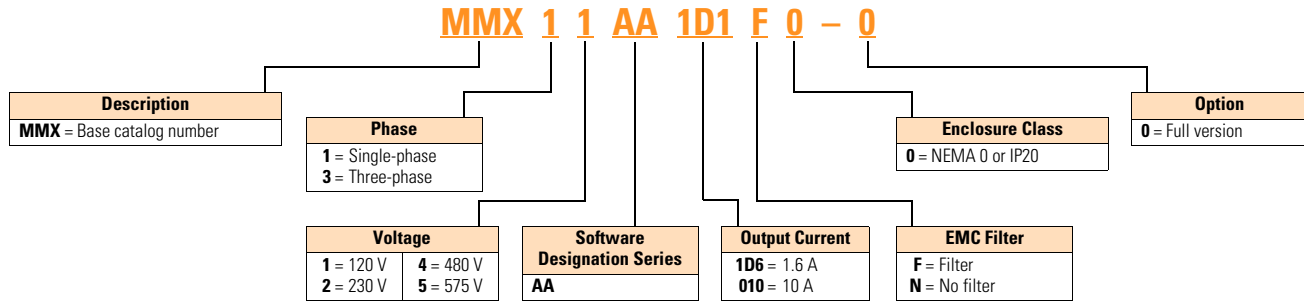 MMX 1 1 AA 1D1 F 0 – 0
Description
MMX = Base catalog number
Phase
1 = Single-phase
3 = Three-phase
Enclosure Class
0 = NEMA 0 or IP20
Option
0 = Full version
Voltage
1 = 120 V 4 = 480 V
2 = 230 V 5 = 575 V
Software
Designation Series
AA
Output Current
1D6 = 1.6 A
010 = 10 A
EMC Filter
F = Filter
N = No filter